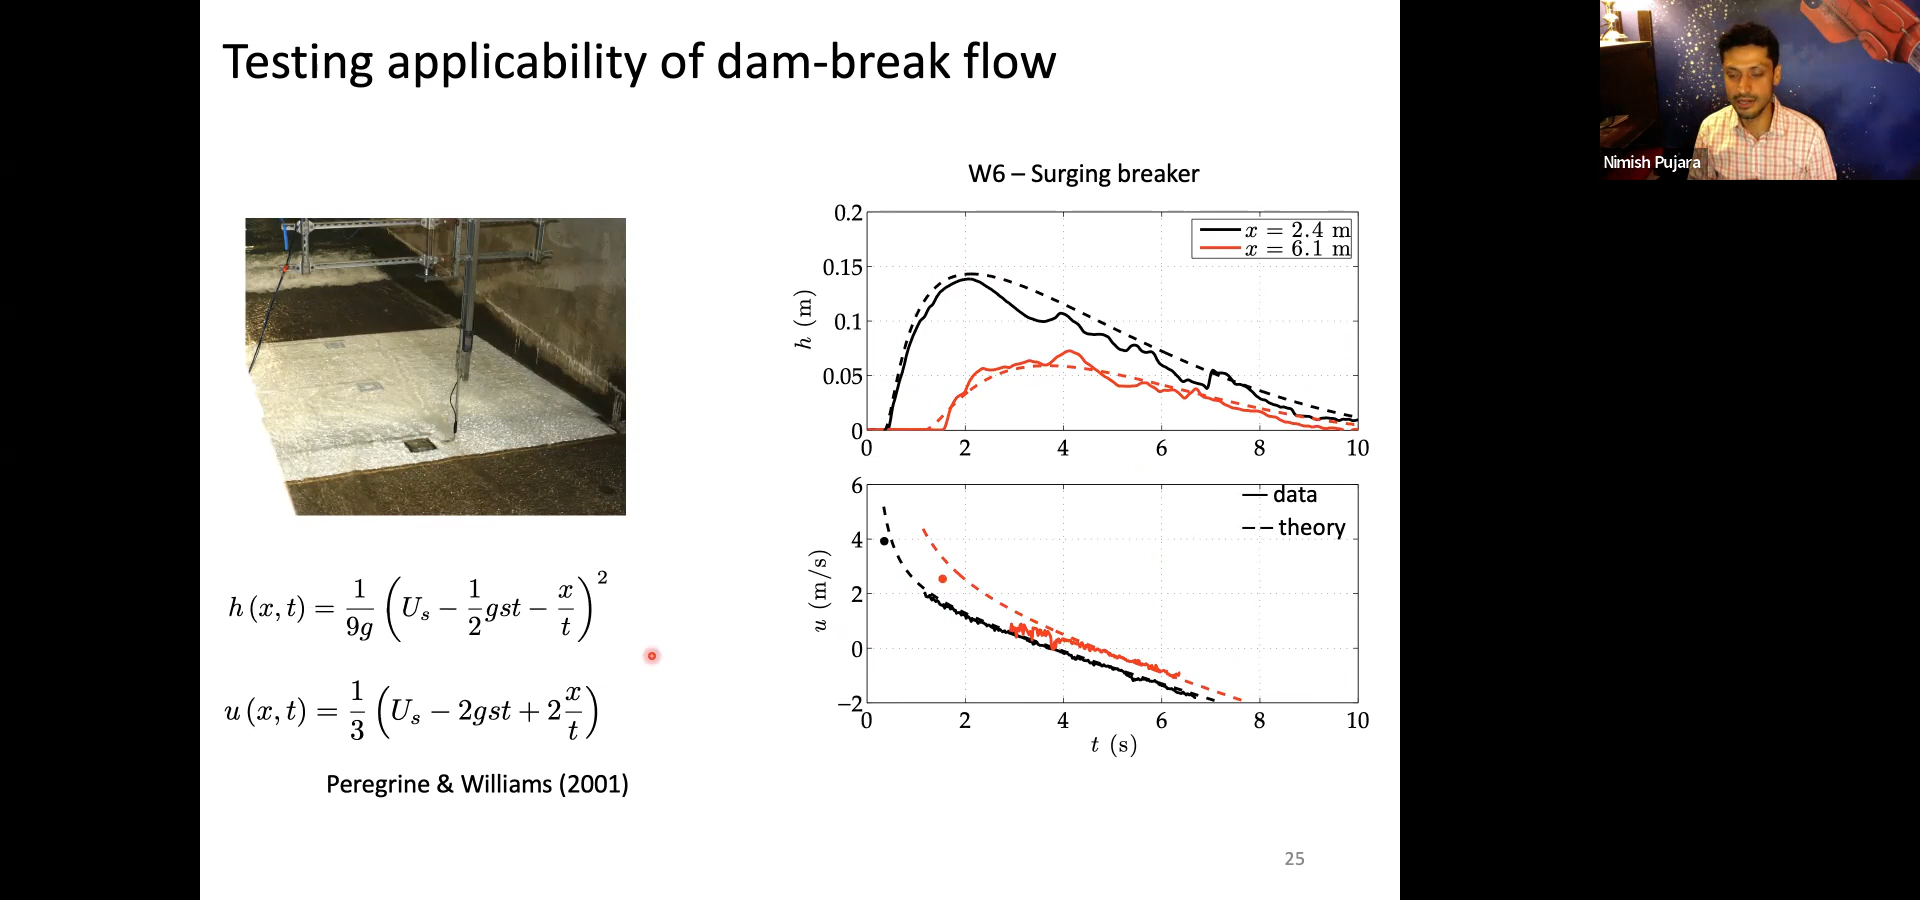 Testing applicability of dam-break flow
Nimish Pujara
W6 – Surging breaker
0.2
0.15
0.1
0.05
0
h (m)
x = 2.4 m
x = 6.1 m
0 2 4 6 8 10
6
4
2
0
−2
u (m/s)
data
theory
0 2 4 6 8 10
t (s)
h (x, t) = 1/9g (U_s − 1/2 gst − x/t)^2
u (x, t) = 1/3 (U_s − 2gst + 2 x/t)
Peregrine & Williams (2001)
25